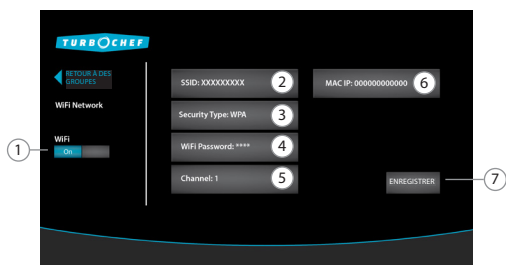 TURBOCHEF
RETOUR À DES
GROUPES
WiFi Network
WiFi
On
1
SSID: XXXXXXXXX
2
Security Type: WPA
3
WiFi Password: ****
4
Channel: 1
5
MAC IP: 000000000000
6
ENREGISTRER
7